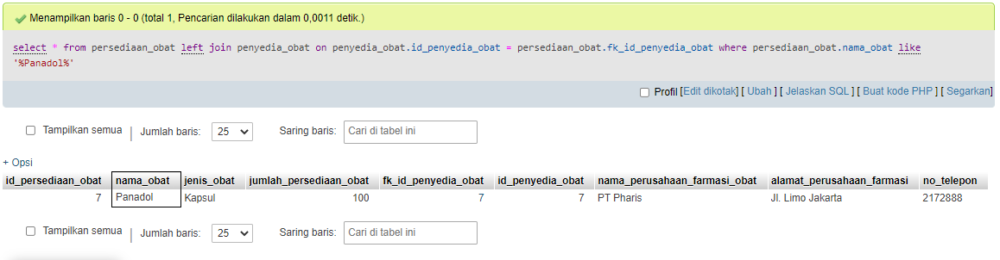 Menampilkan baris 0 - 0 (total 1, Pencarian dilakukan dalam 0,0011 detik.)
select * from persediaan_obat left join penyedia_obat on penyedia_obat.id_penyedia_obat = persediaan_obat.fk_id_penyedia_obat where persediaan_obat.nama_obat like
'%Panadol%'
Profil [Edit dikotak] [ Ubah ] [ Jelaskan SQL ] [ Buat kode PHP ] [ Segarkan]
Tampilkan semua | Jumlah baris: 25 Saring baris: Cari di tabel ini
+ Opsi
id_persediaan_obat nama_obat jenis_obat jumlah_persediaan_obat fk_id_penyedia_obat id_penyedia_obat nama_perusahaan_farmasi_obat alamat_perusahaan_farmasi no_telepon
7 Panadol Kapsul 100 7 7 PT Pharis Jl. Limo Jakarta 2172888
Tampilkan semua | Jumlah baris: 25 Saring baris: Cari di tabel ini